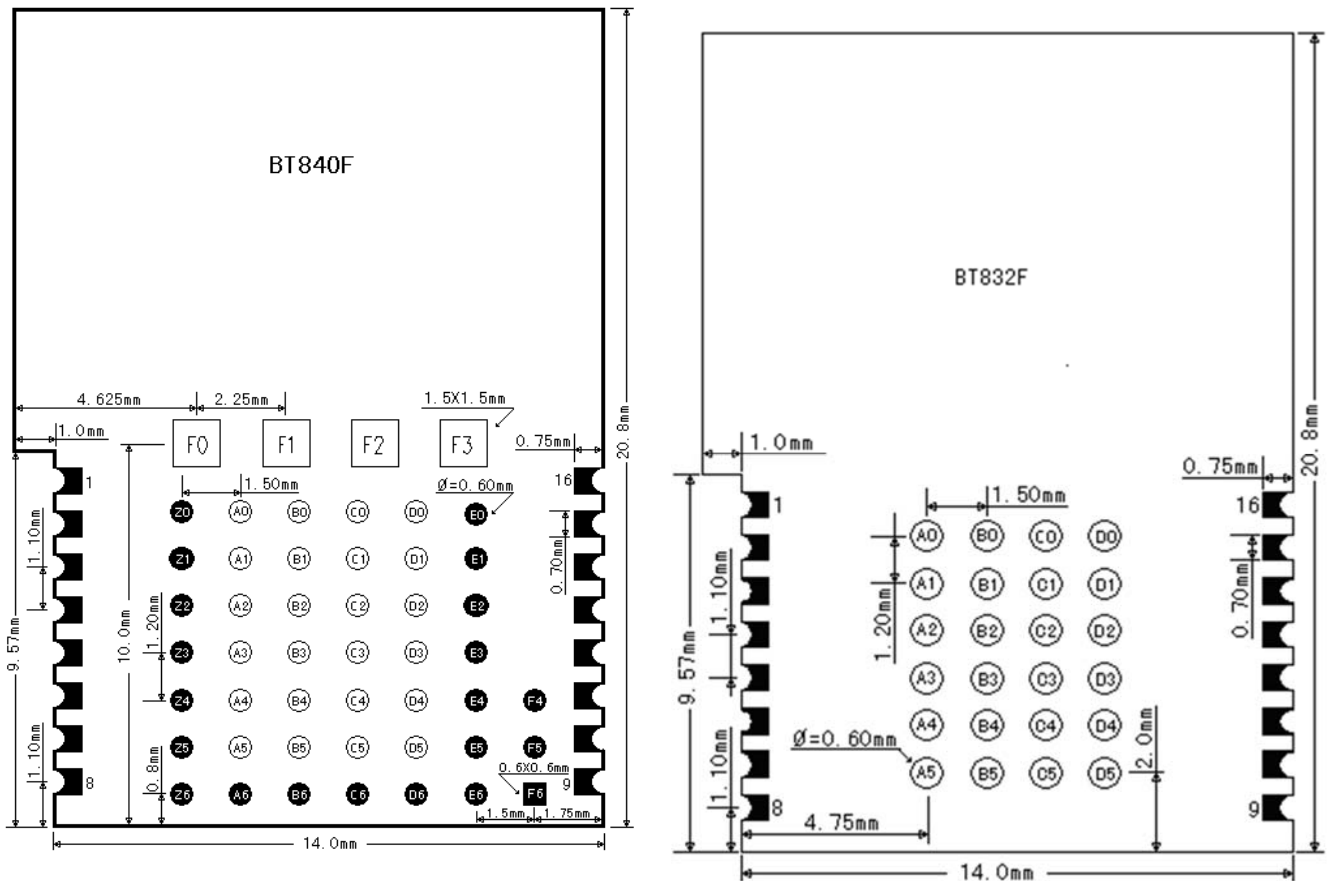 BT840F
4.625mm 2.25mm 1.5X1.5mm
1.0mm F0 F1 F2 F3 0.75mm
1 1.50mm Ø=0.60mm 16
Z0 A0 B0 C0 D0 E0
Z1 A1 B1 C1 D1 E1
Z2 A2 B2 C2 D2 E2
Z3 A3 B3 C3 D3 E3
Z4 A4 B4 C4 D4 E4 F4
Z5 A5 B5 C5 D5 E5 F5
8 0.6X0.6mm 9
Z6 A6 B6 C6 D6 E6 F6
1.5mm 1.75mm
14.0mm
9.57mm
1.10mm
1.10mm
10.0mm
1.20mm
0.8mm
0.70mm
20.8mm
BT832F
1.0mm 0.75mm
1 1.50mm 16
A0 B0 C0 D0
A1 B1 C1 D1
A2 B2 C2 D2
A3 B3 C3 D3
A4 B4 C4 D4
Ø=0.60mm
A5 B5 C5 D5
8 9
4.75mm
14.0mm
9.57mm
1.10mm
1.10mm
1.20mm
2.0mm
0.70mm
20.8mm